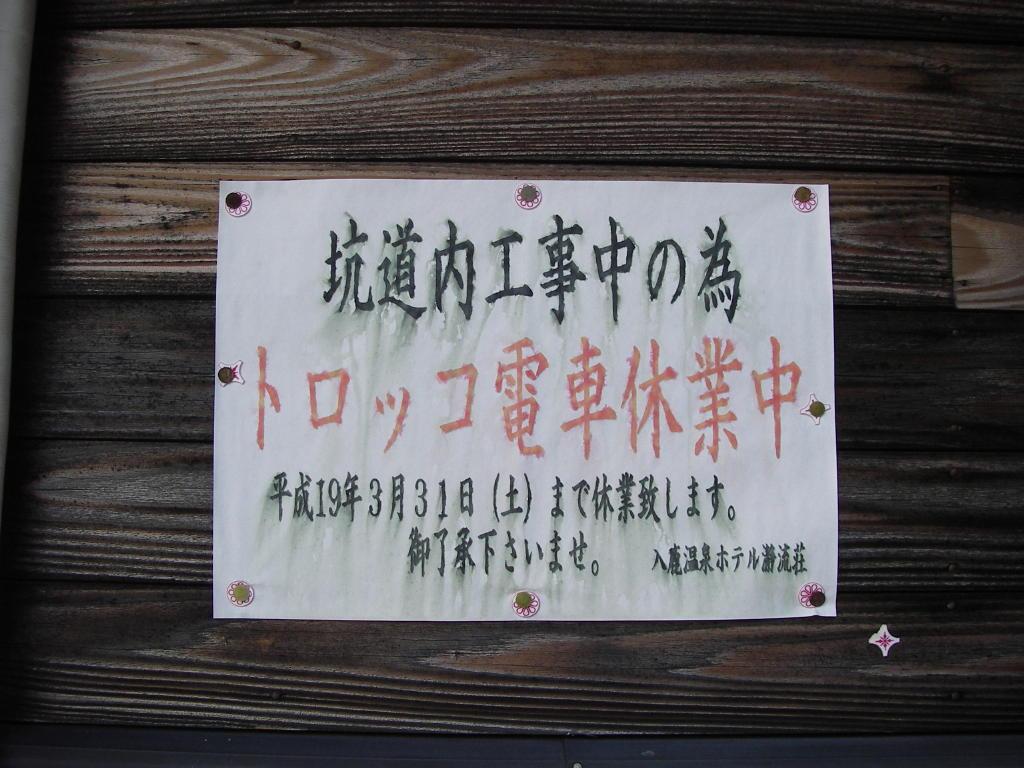 坑道内工事中の為
トロッコ電車休業中
平成19年3月31日（土）まで休業致します。
御了承下さいませ。
入鹿温泉ホテル瀞流荘